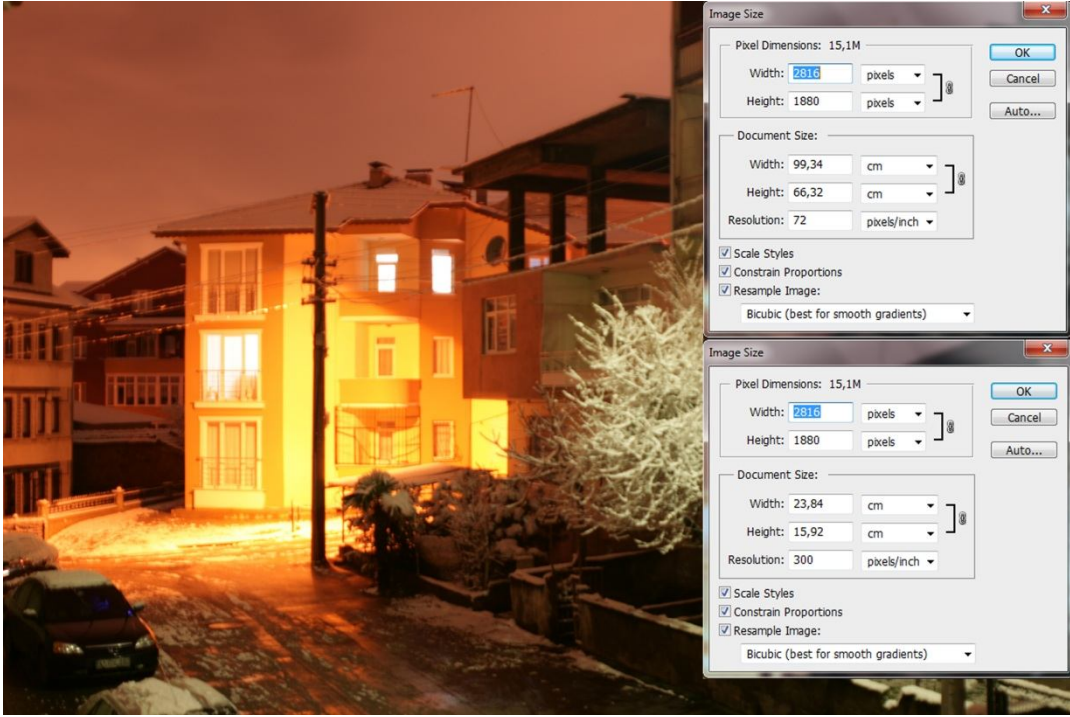 Image Size
Pixel Dimensions: 15,1M
Width: 2816 pixels
Height: 1880 pixels
Document Size:
Width: 99,34 cm
Height: 66,32 cm
Resolution: 72 pixels/inch
Scale Styles
Constrain Proportions
Resample Image:
Bicubic (best for smooth gradients)
OK
Cancel
Auto...
Image Size
Pixel Dimensions: 15,1M
Width: 2816 pixels
Height: 1880 pixels
Document Size:
Width: 23,84 cm
Height: 15,92 cm
Resolution: 300 pixels/inch
Scale Styles
Constrain Proportions
Resample Image:
Bicubic (best for smooth gradients)
OK
Cancel
Auto...